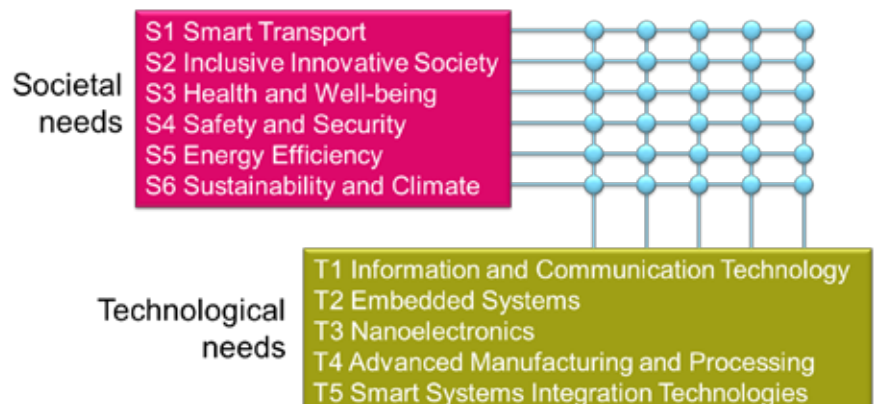 Societal
needs
S1 Smart Transport
S2 Inclusive Innovative Society
S3 Health and Well-being
S4 Safety and Security
S5 Energy Efficiency
S6 Sustainability and Climate
Technological
needs
T1 Information and Communication Technology
T2 Embedded Systems
T3 Nanoelectronics
T4 Advanced Manufacturing and Processing
T5 Smart Systems Integration Technologies